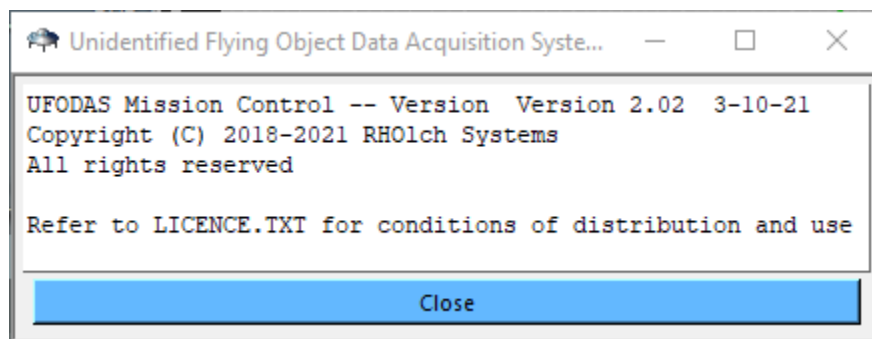 Unidentified Flying Object Data Acquisition Syste...
UFODAS Mission Control -- Version  Version 2.02  3-10-21
Copyright (C) 2018-2021 RHOlch Systems
All rights reserved
Refer to LICENCE.TXT for conditions of distribution and use
Close